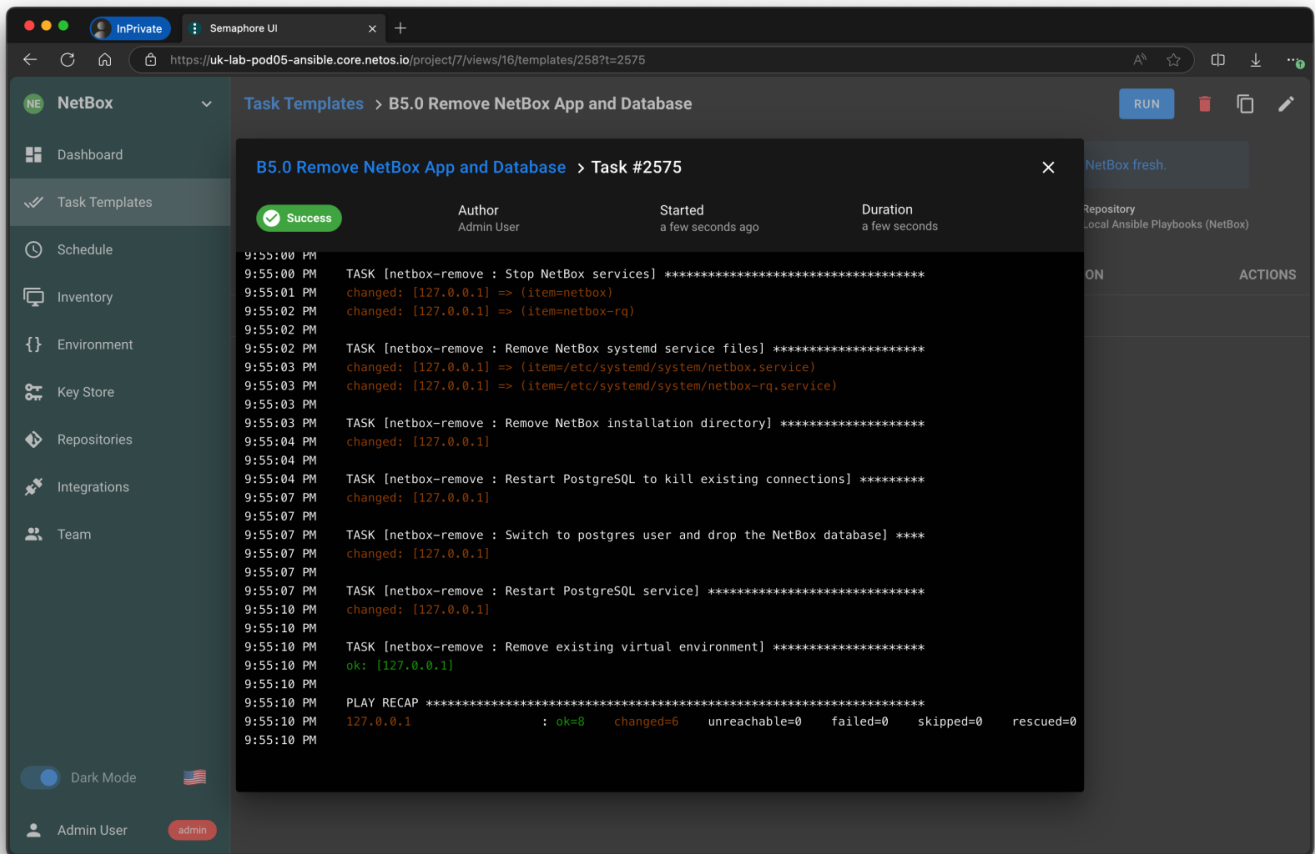 InPrivate
Semaphore UI
https://uk-lab-pod05-ansible.core.netos.io/project/7/views/16/templates/258?t=2575
NE NetBox
Task Templates > B5.0 Remove NetBox App and Database
RUN
Dashboard
Task Templates
Schedule
Inventory
Environment
Key Store
Repositories
Integrations
Team
Dark Mode
Admin User admin
NetBox fresh.
Repository
Local Ansible Playbooks (NetBox)
ON ACTIONS
B5.0 Remove NetBox App and Database > Task #2575
Success
Author
Admin User
Started
a few seconds ago
Duration
a few seconds
9:55:00 PM
9:55:00 PM TASK [netbox-remove : Stop NetBox services] ************************************
9:55:01 PM changed: [127.0.0.1] => (item=netbox)
9:55:02 PM changed: [127.0.0.1] => (item=netbox-rq)
9:55:02 PM
9:55:02 PM TASK [netbox-remove : Remove NetBox systemd service files] *********************
9:55:03 PM changed: [127.0.0.1] => (item=/etc/systemd/system/netbox.service)
9:55:03 PM changed: [127.0.0.1] => (item=/etc/systemd/system/netbox-rq.service)
9:55:03 PM
9:55:03 PM TASK [netbox-remove : Remove NetBox installation directory] ********************
9:55:04 PM changed: [127.0.0.1]
9:55:04 PM
9:55:04 PM TASK [netbox-remove : Restart PostgreSQL to kill existing connections] *********
9:55:07 PM changed: [127.0.0.1]
9:55:07 PM
9:55:07 PM TASK [netbox-remove : Switch to postgres user and drop the NetBox database] ****
9:55:07 PM changed: [127.0.0.1]
9:55:07 PM
9:55:07 PM TASK [netbox-remove : Restart PostgreSQL service] ******************************
9:55:10 PM changed: [127.0.0.1]
9:55:10 PM
9:55:10 PM TASK [netbox-remove : Remove existing virtual environment] *********************
9:55:10 PM ok: [127.0.0.1]
9:55:10 PM
9:55:10 PM PLAY RECAP *********************************************************************
9:55:10 PM 127.0.0.1 : ok=8 changed=6 unreachable=0 failed=0 skipped=0 rescued=0
9:55:10 PM